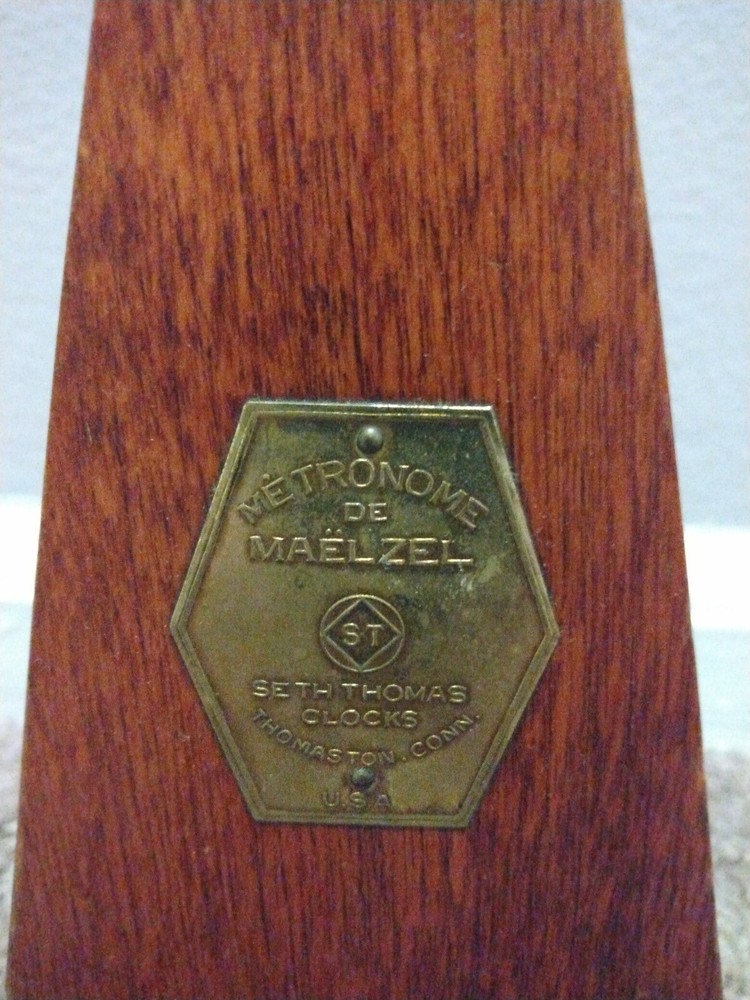 MÉTRONOME
DE
MAËLZEL
ST
SETH THOMAS
CLOCKS
THOMASTON. CONN.
U.S.A